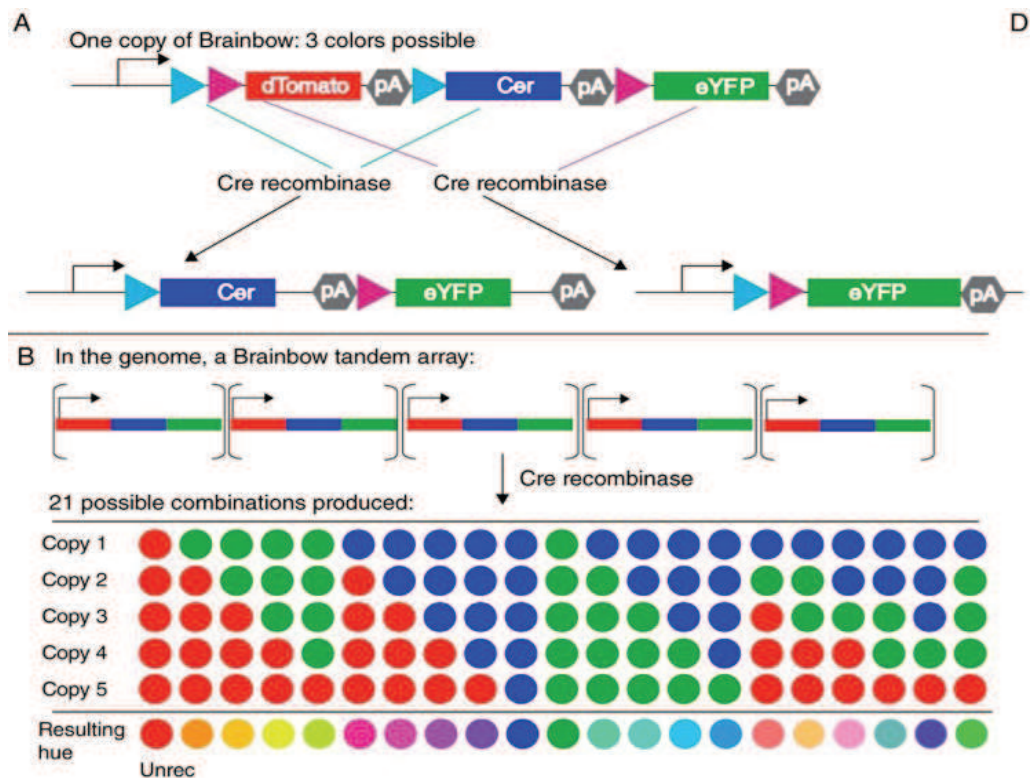 A
D
One copy of Brainbow: 3 colors possible
dTomato pA Cer pA eYFP pA
Cre recombinase Cre recombinase
Cer pA eYFP pA eYFP pA
B In the genome, a Brainbow tandem array:
Cre recombinase
21 possible combinations produced:
Copy 1
Copy 2
Copy 3
Copy 4
Copy 5
Resulting
hue
Unrec